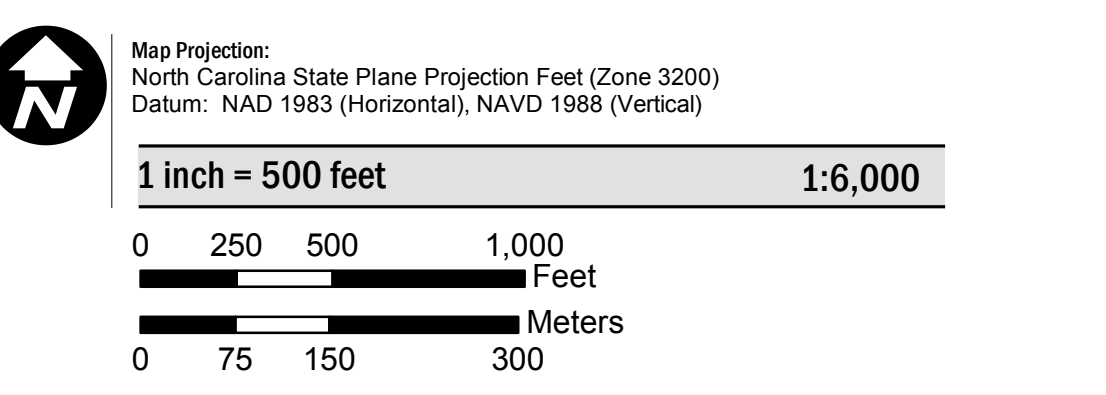 N
Map Projection:
North Carolina State Plane Projection Feet (Zone 3200)
Datum:  NAD 1983 (Horizontal), NAVD 1988 (Vertical)
1 inch = 500 feet 1:6,000
0 250 500 1,000
Feet
Meters
0 75 150 300